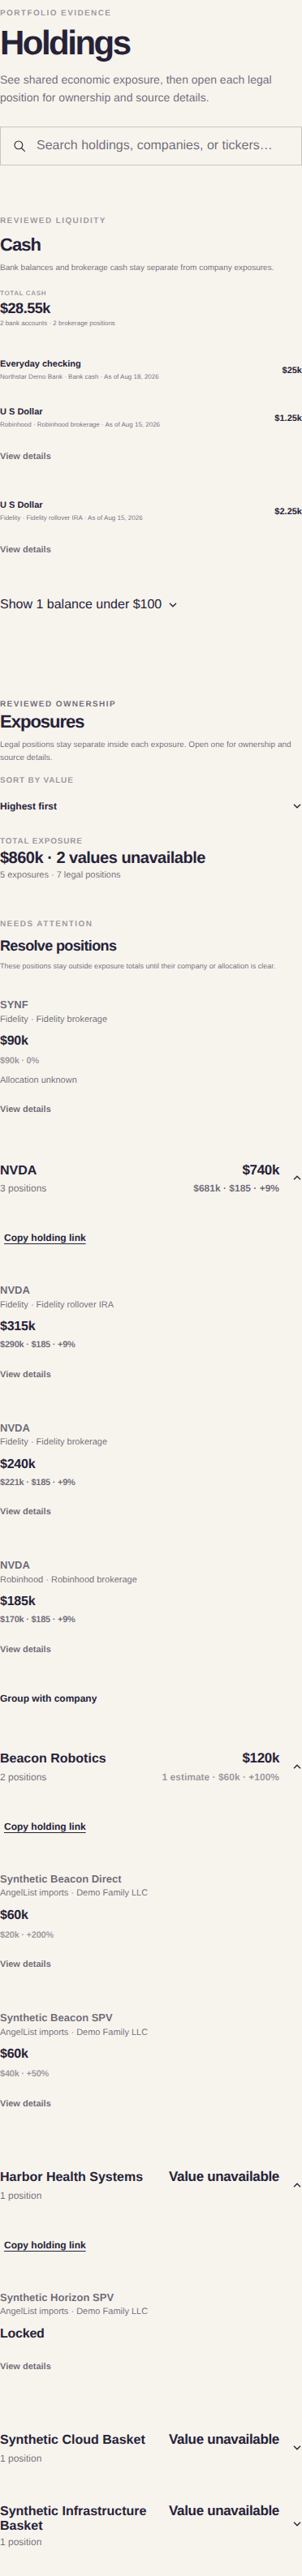 PORTFOLIO EVIDENCE
Holdings
See shared economic exposure, then open each legal
position for ownership and source details.
Search holdings, companies, or tickers…
REVIEWED LIQUIDITY
Cash
Bank balances and brokerage cash stay separate from company exposures.
TOTAL CASH
$28.55k
2 bank accounts · 2 brokerage positions
Everyday checking
$25k
Northstar Demo Bank · Bank cash · As of Aug 18, 2026
U S Dollar
$1.25k
Robinhood · Robinhood brokerage · As of Aug 15, 2026
View details
U S Dollar
$2.25k
Fidelity · Fidelity rollover IRA · As of Aug 15, 2026
View details
Show 1 balance under $100
REVIEWED OWNERSHIP
Exposures
Legal positions stay separate inside each exposure. Open one for ownership and
source details.
SORT BY VALUE
Highest first
TOTAL EXPOSURE
$860k · 2 values unavailable
5 exposures · 7 legal positions
NEEDS ATTENTION
Resolve positions
These positions stay outside exposure totals until their company or allocation is clear.
SYNF
Fidelity · Fidelity brokerage
$90k
$90k · 0%
Allocation unknown
View details
NVDA $740k
3 positions $681k · $185 · +9%
Copy holding link
NVDA
Fidelity · Fidelity rollover IRA
$315k
$290k · $185 · +9%
View details
NVDA
Fidelity · Fidelity brokerage
$240k
$221k · $185 · +9%
View details
NVDA
Robinhood · Robinhood brokerage
$185k
$170k · $185 · +9%
View details
Group with company
Beacon Robotics $120k
2 positions 1 estimate · $60k · +100%
Copy holding link
Synthetic Beacon Direct
AngelList imports · Demo Family LLC
$60k
$20k · +200%
View details
Synthetic Beacon SPV
AngelList imports · Demo Family LLC
$60k
$40k · +50%
View details
Harbor Health Systems Value unavailable
1 position
Copy holding link
Synthetic Horizon SPV
AngelList imports · Demo Family LLC
Locked
View details
Synthetic Cloud Basket Value unavailable
1 position
Synthetic Infrastructure Value unavailable
Basket
1 position